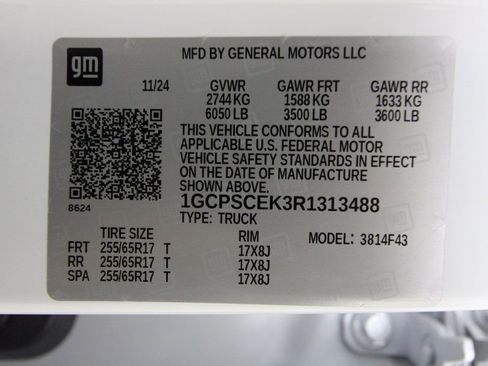 gm
MFD BY GENERAL MOTORS LLC
11/24 GVWR GAWR FRT GAWR RR
2744 KG 1588 KG 1633 KG
6050 LB 3500 LB 3600 LB
THIS VEHICLE CONFORMS TO ALL
APPLICABLE U.S. FEDERAL MOTOR
VEHICLE SAFETY STANDARDS IN EFFECT
ON THE DATE OF MANUFACTURE
SHOWN ABOVE.
8624
1GCPSCEK3R1313488
TYPE: TRUCK
TIRE SIZE RIM MODEL: 3814F43
FRT 255/65R17 T 17X8J
RR 255/65R17 T 17X8J
SPA 255/65R17 T 17X8J